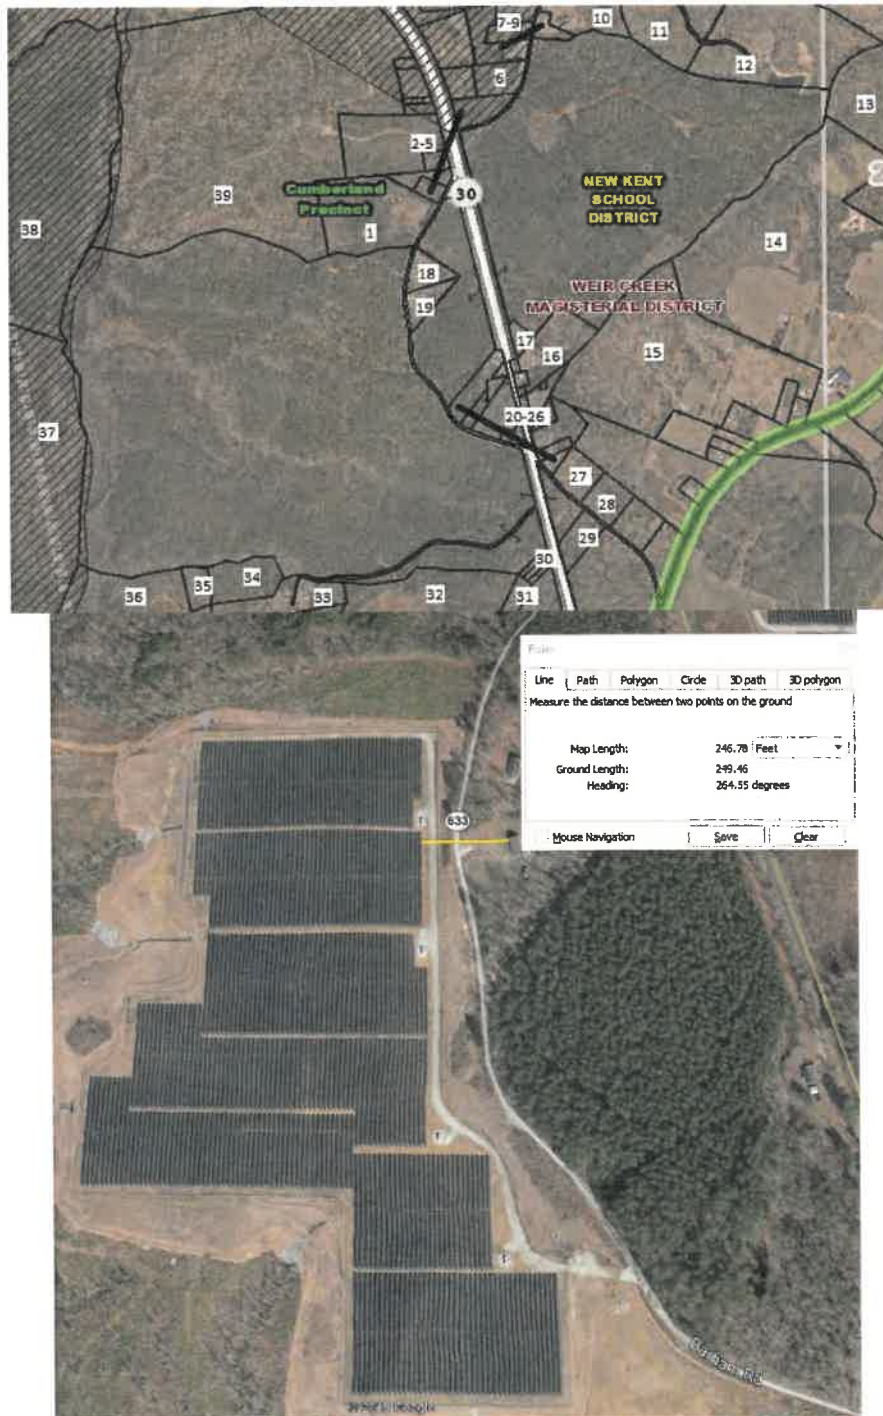 7-9
10
11
12
13
6
2-5
39
Cumberland
Precinct
30
NEW KENT
SCHOOL
DISTRICT
38
1
14
18
19
WEIR CREEK
MAGISTERIAL DISTRICT
17
16
15
20-26
37
27
28
29
30
36
35
34
33
32
31
Line Path Polygon Circle 3D path 3D polygon
Measure the distance between two points on the ground
Map Length: 246.78 Feet
Ground Length: 249.46
Heading: 264.55 degrees
Mouse Navigation Save Clear
633